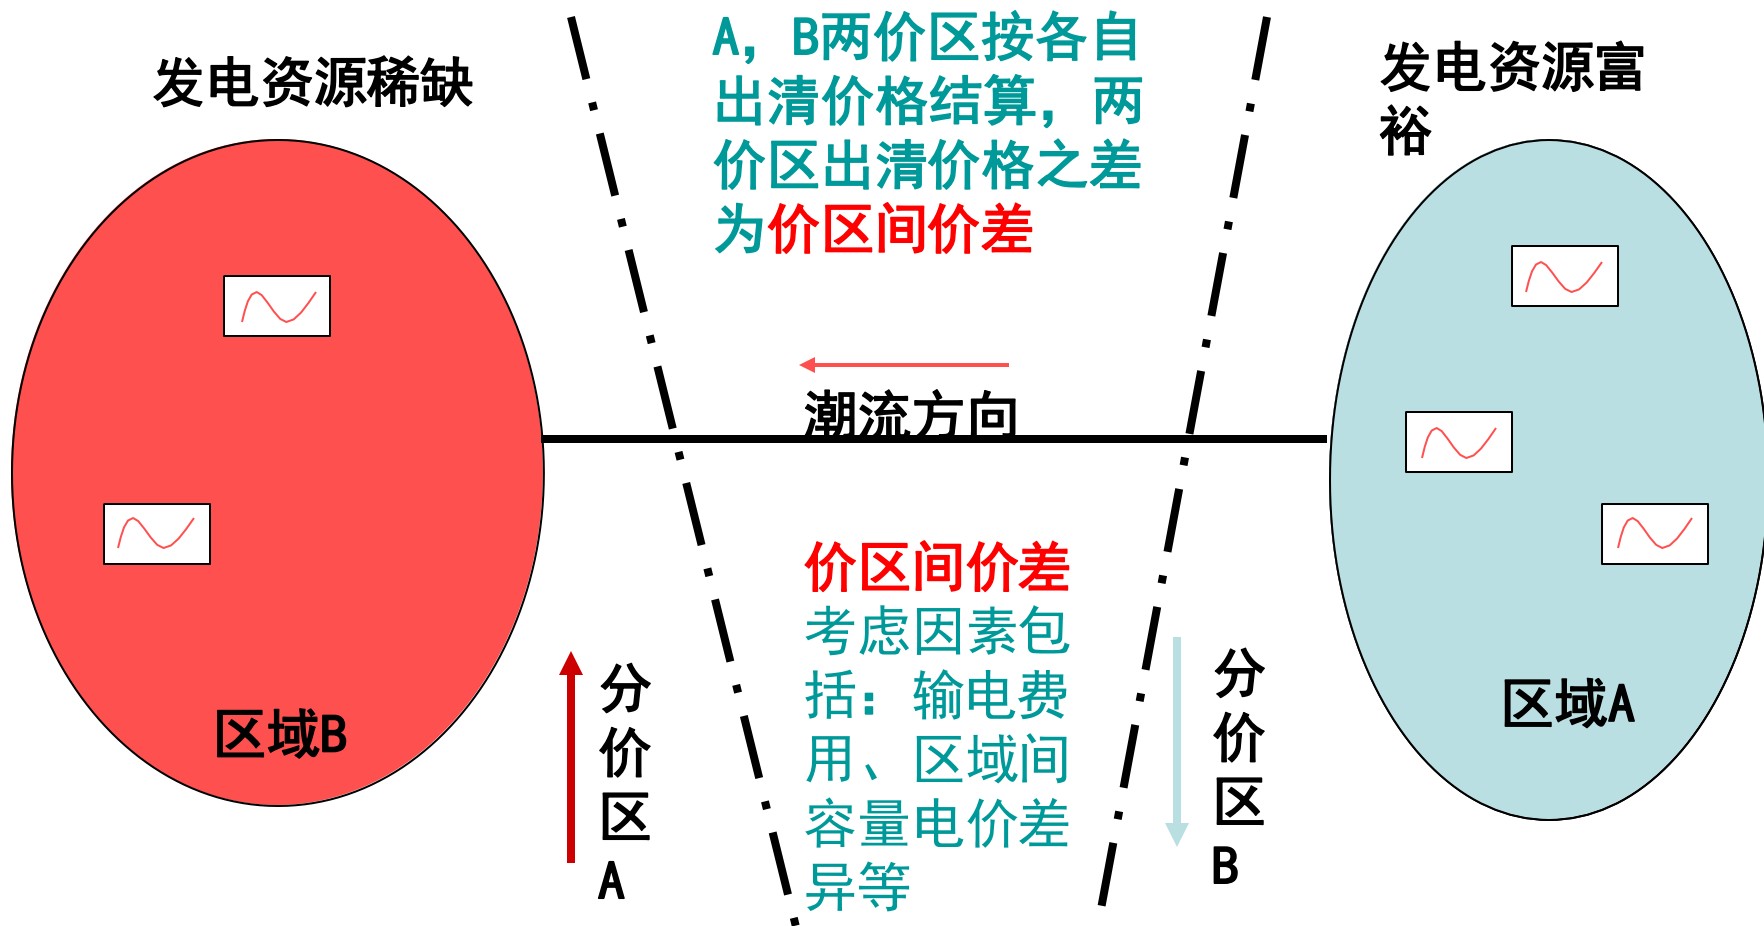 发电资源稀缺
A，B两价区按各自
出清价格结算，两
价区出清价格之差
为价区间价差
发电资源富
裕
潮流方向
价区间价差
考虑因素包
括：输电费
用、区域间
容量电价差
异等
区域B
分
价
区
A
分
价
区
B
区域A